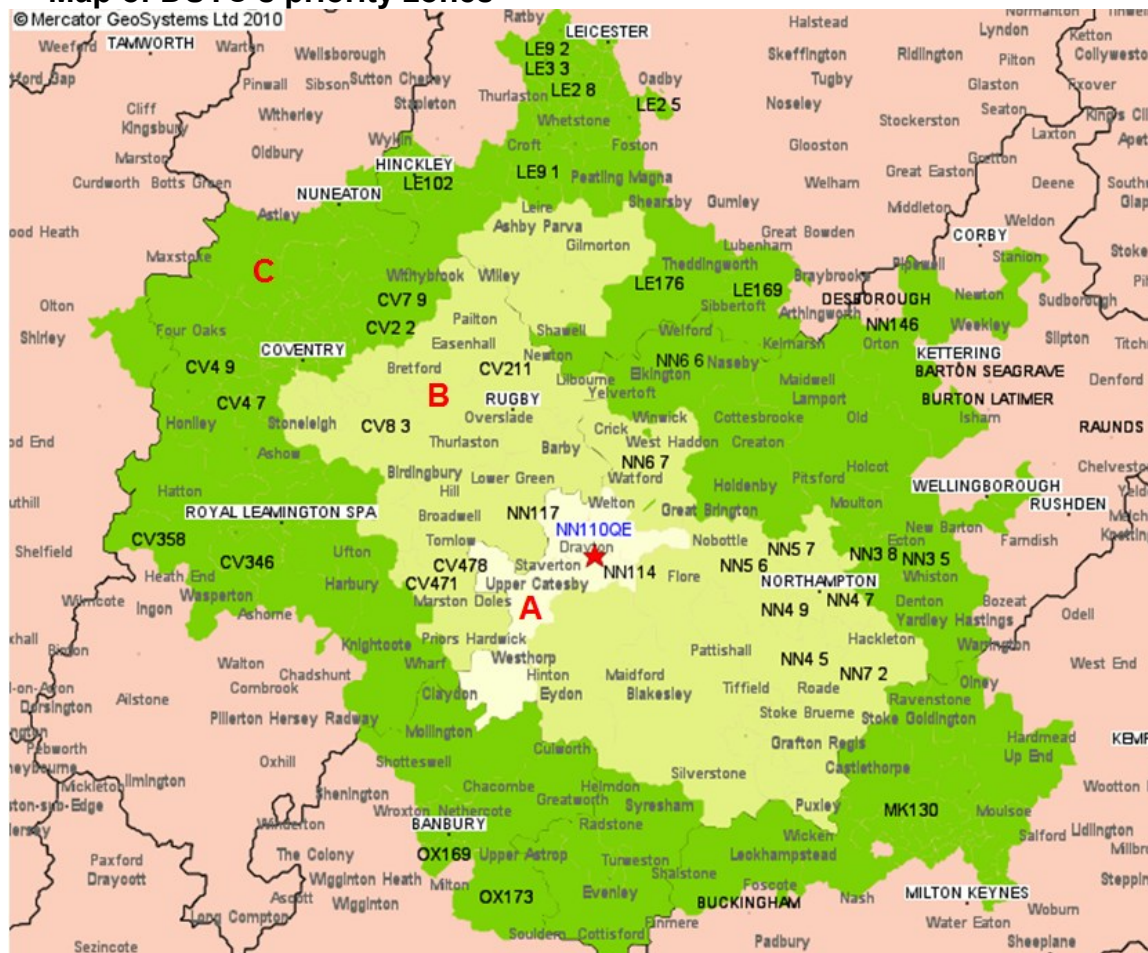 Map of DSTC's priority zones
© Mercator GeoSystems Ltd 2010
TAMWORTH
LEICESTER
Ratby
LE9 2
LE3 3
LE2 8
LE2 5
Oadby
Halstead
Skeffington
Tugby
Noseley
Normanton
Lyndon
Ketton
Ridlington
Pilton
Glaston
Seaton
Fxover
Weeford
Warton
Wellsborough
Pinwall
Sibson
Sutton Cheney
Stapleton
Witherley
Thurlaston
Whetstone
Cliff
Kingsbury
Marston
Oldbury
Wykin
Curdworth
Botts Green
HINCKLEY
LE102
NUNEATON
Astley
Croft
LE9 1
Foston
Peatling Magna
Shearsby
Gumley
Glooston
Stockerston
Laxton
Gretton
Great Easton
Deene
Welham
Middleton
Weldon
Great Bowden
CORBY
Leire
Ashby Parva
Gilmorton
Lubenham
Theddingworth
Braybrooke
Pipewell
Stanion
Maxstoke
C
Withybrook
Willey
LE176
LE169
Sibbertoft
DESBOROUGH
Arthingworth
Newton
Sudborough
Olton
Shirley
CV7 9
CV2 2
Pailton
Easenhall
Shawell
Welford
Kelmarsh
NN146
Orton
Weekley
Slipton
Four Oaks
COVENTRY
CV4 9
Bretford
CV211
Newton
Lilbourne
Elkington
NN6 6
Naseby
KETTERING
BARTON SEAGRAVE
BURTON LATIMER
Denford
B
RUGBY
Yelvertoft
Maidwell
Lamport
Isham
CV4 7
Honiley
Stoneleigh
CV8 3
Overslade
Crick
Winwick
Cottesbrooke
Old
RAUNDS
Ashow
Thurlaston
Barby
West Haddon
Creaton
Birdingbury
Lower Green
NN6 7
Watford
Holcot
Hatton
Hill
Holdenby
Pitsford
Moulton
WELLINGBOROUGH
RUSHDEN
ROYAL LEAMINGTON SPA
Broadwell
NN117
Welton
Great Brington
New Barton
Shelfield
CV358
CV346
Ufton
Tomlow
NN110QE
Drayton
Nobottle
NN5 7
NN3 8
NN3 5
Farndish
Heath End
Wasperton
Harbury
CV478
CV471
Staverton
Upper Catesby
NN114
Flore
NN5 6
NORTHAMPTON
Whiston
Wilmcote
Ingon
Ashorne
Marston Doles
A
NN4 9
NN4 7
Denton
Bozeat
Odell
Yardley Hastings
Knightcote
Priors Hardwick
Hackleton
Warrington
Walton
Chadshunt
Combrook
Wharf
Westhorp
Hinton
Pattishall
NN4 5
NN7 2
West End
Olney
Ailstone
Claydon
Eydon
Maidford
Blakesley
Tiffield
Roade
Ravenstone
Stoke Goldington
Dorsington
Pillerton Hersey
Radway
Mollington
Stoke Bruerne
Hardmead
Up End
Pebworth
Oxhill
Shotteswell
Culworth
Grafton Regis
Castlethorpe
Mickleton
Ilmington
Shenington
Chacombe
Helmdon
Silverstone
Wroxton
Nethercote
Greatworth
Syresham
Puxley
MK130
Moulsoe
BANBURY
Radstone
Wicken
Salford
Lidlington
Paxford
Draycott
The Colony
OX169
Upper Astrop
Turweston
Leckhampstead
Wigginton Heath
Milton
Shalstone
Foscote
MILTON KEYNES
Ascott
Wigginton
OX173
Evenley
BUCKINGHAM
Nash
Woburn
Long Compton
Finmere
Water Eaton
Sezincote
Souldern
Cottisford
Padbury
Sheeplane